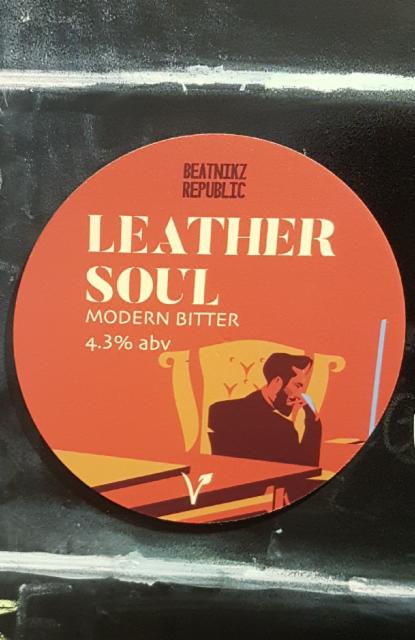 BEATNIKZ
REPUBLIC
LEATHER
SOUL
MODERN BITTER
4.3% abv